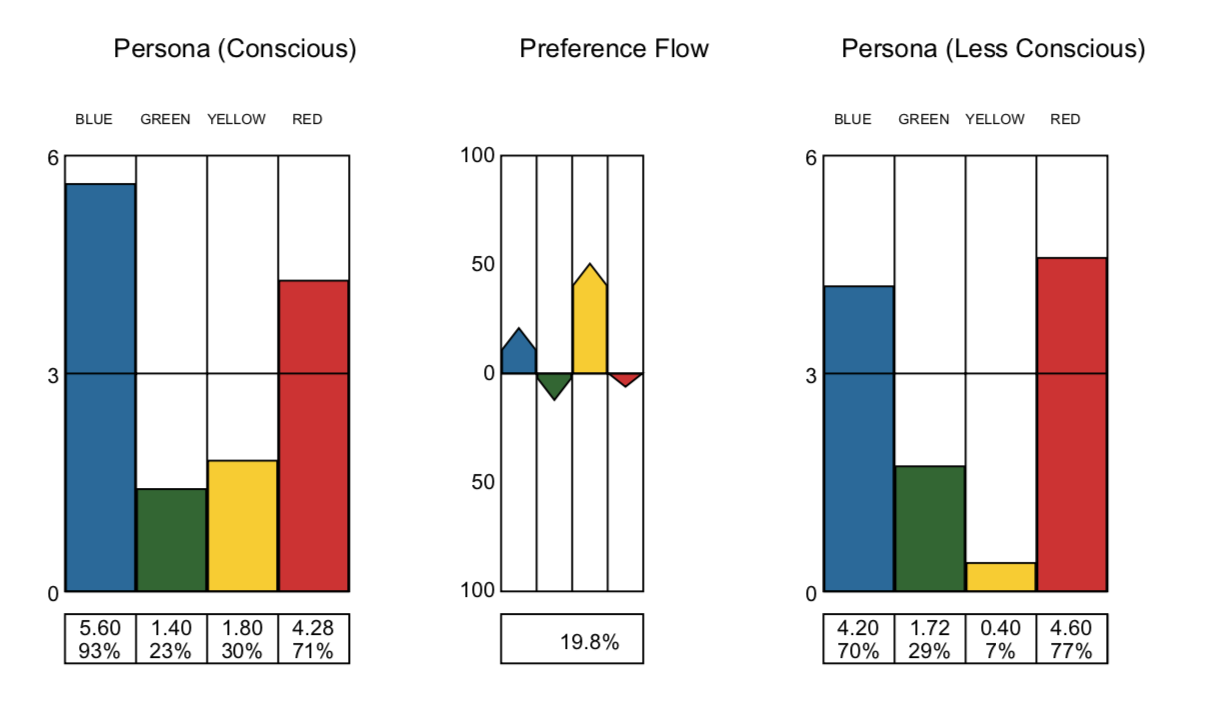 Persona (Conscious)
Preference Flow
Persona (Less Conscious)
BLUE GREEN YELLOW RED
BLUE GREEN YELLOW RED
6
3
0
100
50
0
50
100
6
3
0
5.60 1.40 1.80 4.28
93% 23% 30% 71%
19.8%
4.20 1.72 0.40 4.60
70% 29% 7% 77%